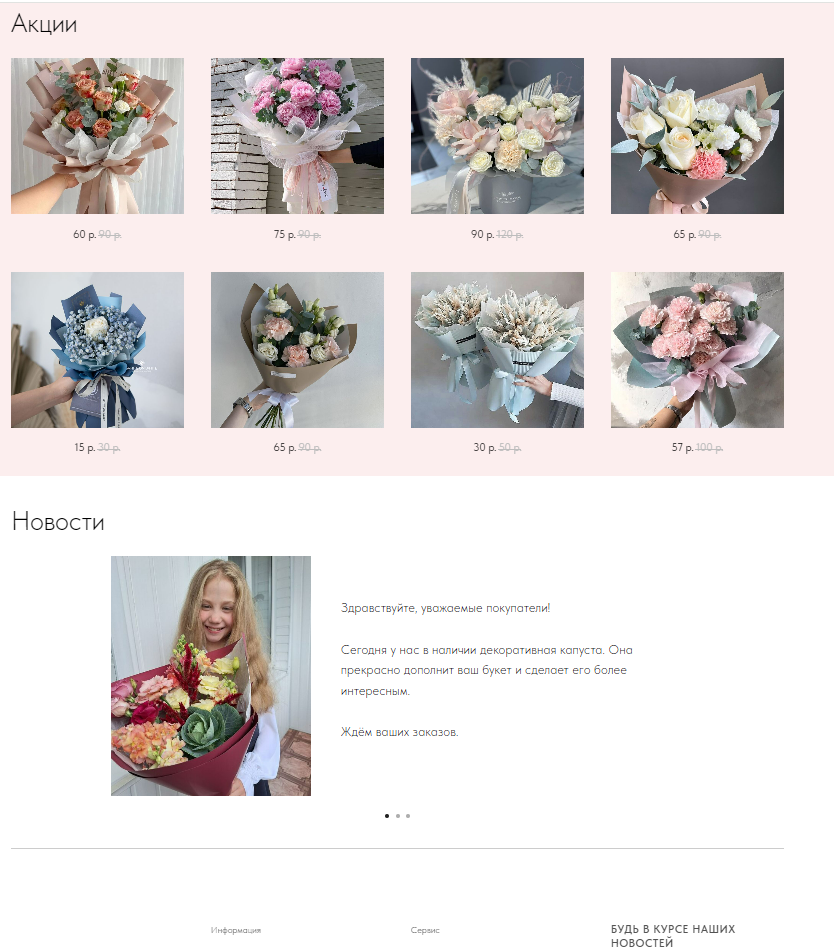 Акции
60 р. 90 р.
75 р. 90 р.
90 р. 120 р.
65 р. 90 р.
15 р. 30 р.
65 р. 90 р.
30 р. 50 р.
57 р. 100 р.
Новости
Здравствуйте, уважаемые покупатели!
Сегодня у нас в наличии декоративная капуста. Она
прекрасно дополнит ваш букет и сделает его более
интересным.
Ждём ваших заказов.
Информация
Сервис
БУДЬ В КУРСЕ НАШИХ
НОВОСТЕЙ